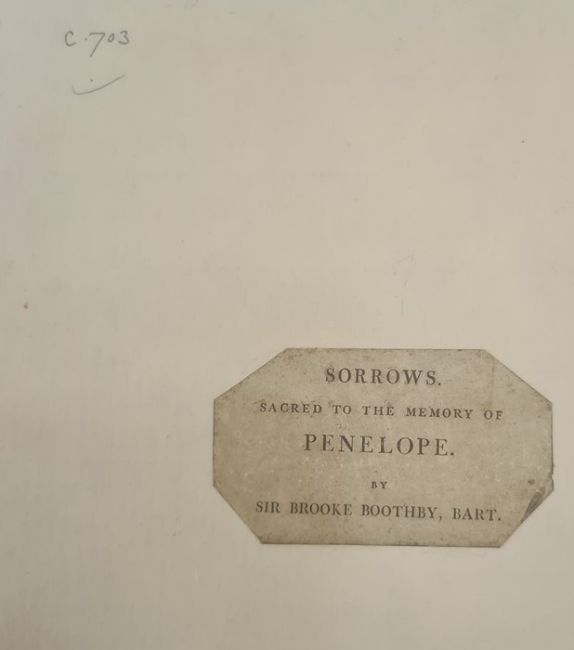 C.703
SORROWS.
SACRED TO THE MEMORY OF
PENELOPE.
BY
SIR BROOKE BOOTHBY, BART.